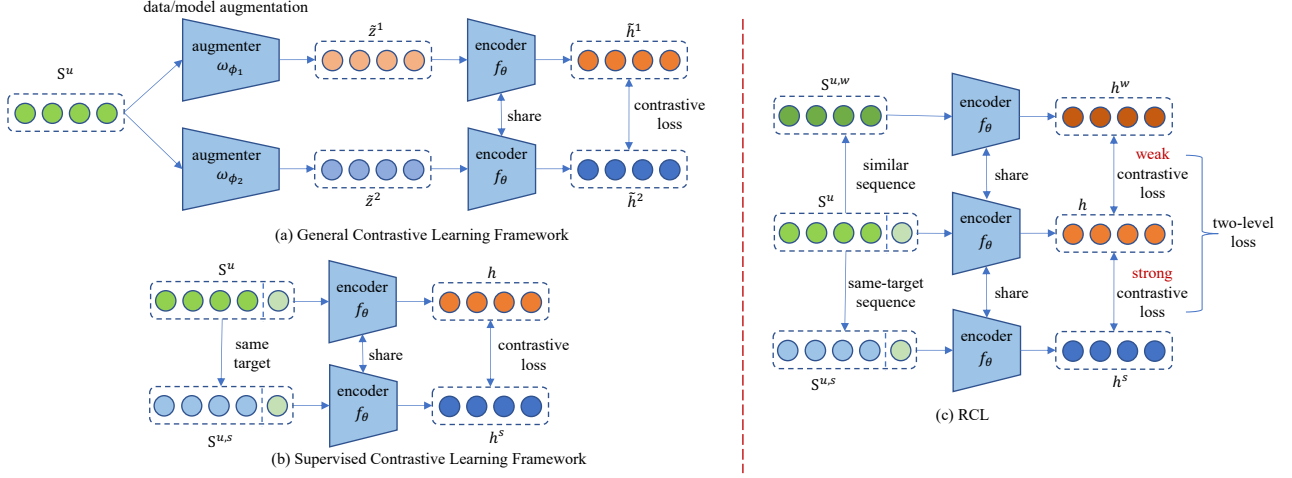 data/model augmentation
S^u
augmenter
ω_{ϕ_1}
z̃^1
encoder
f_θ
h̃^1
share
contrastive
loss
augmenter
ω_{ϕ_2}
z̃^2
encoder
f_θ
h̃^2
(a) General Contrastive Learning Framework
S^u
encoder
f_θ
h
same
target
share
contrastive
loss
S^{u,s}
encoder
f_θ
h^s
(b) Supervised Contrastive Learning Framework
S^{u,w}
encoder
f_θ
h^w
similar
sequence
share
weak
contrastive
loss
S^u
encoder
f_θ
h
two-level
loss
same-target
sequence
share
strong
contrastive
loss
S^{u,s}
encoder
f_θ
h^s
(c) RCL